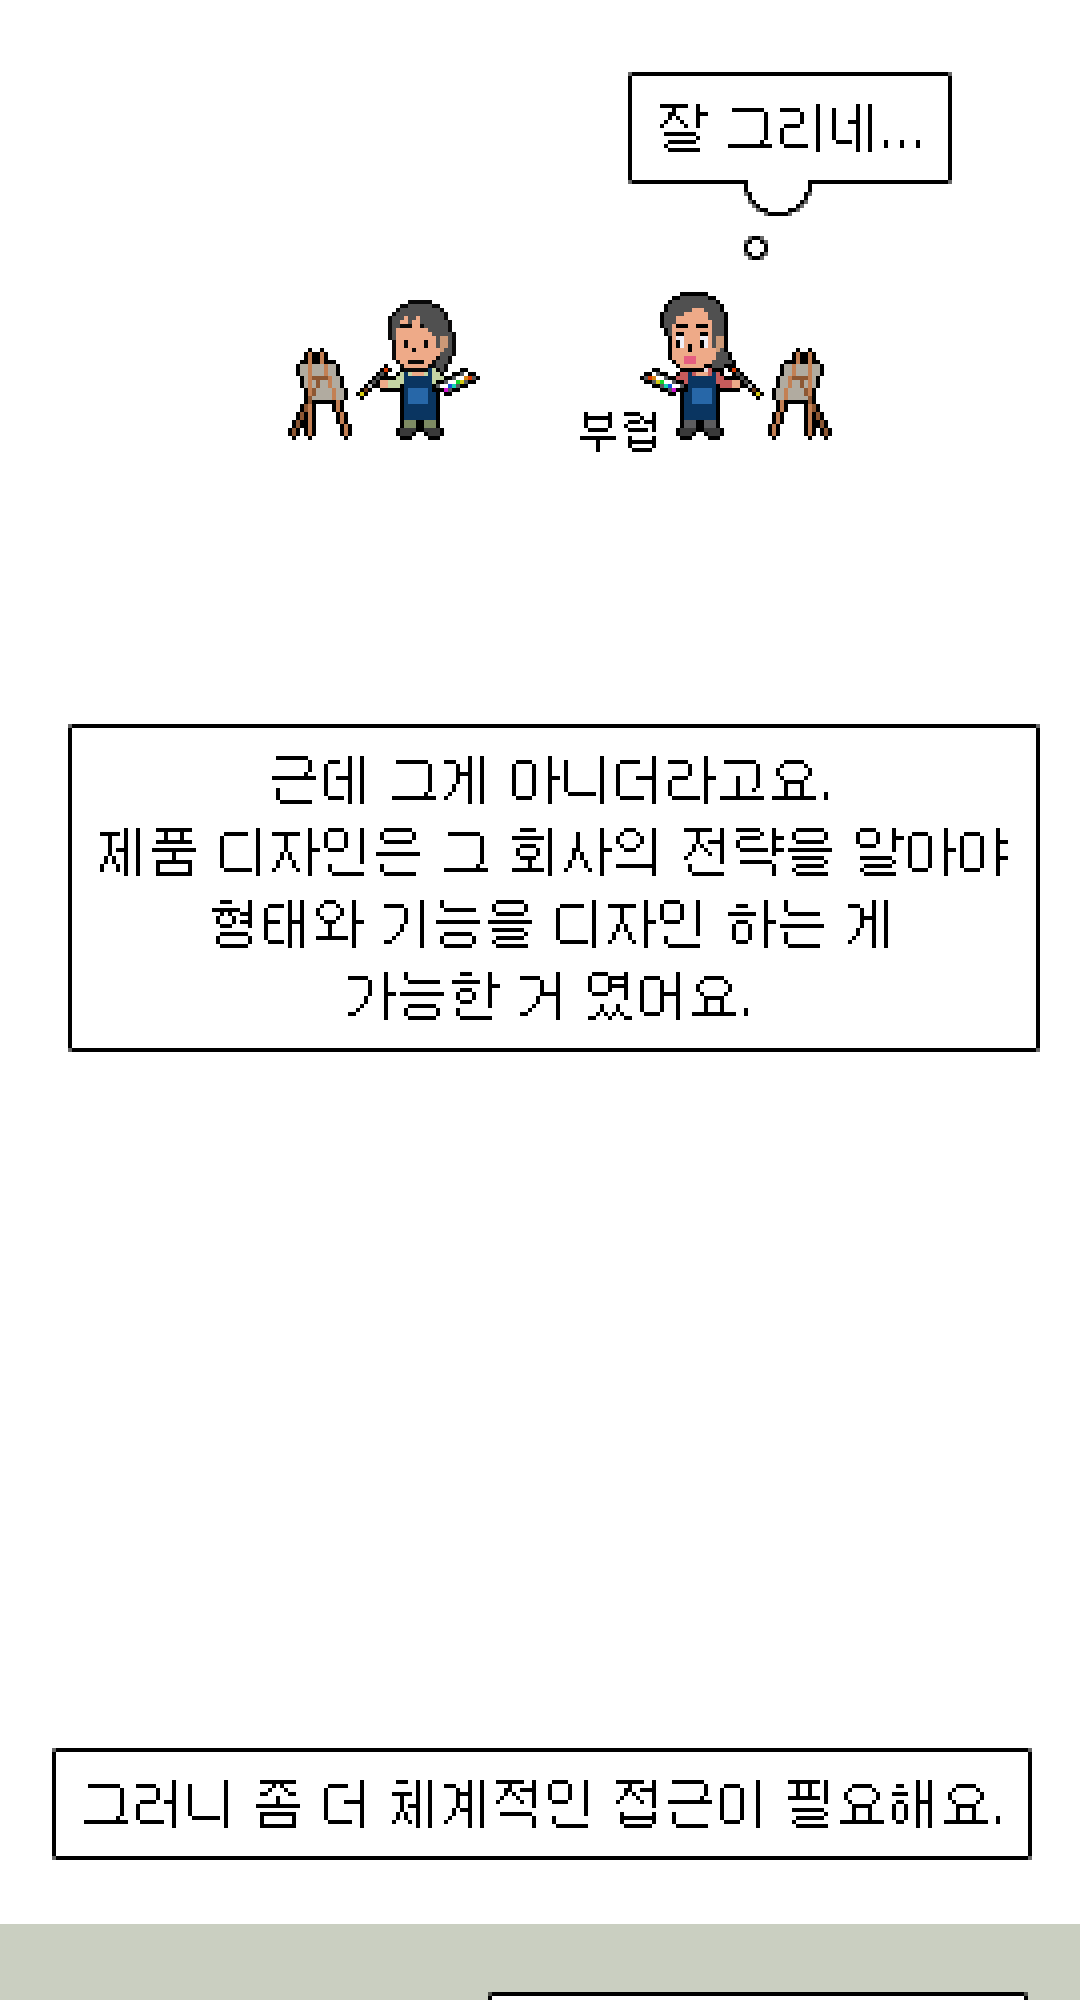 잘 그리네...
부럽
근데 그게 아니더라고요.
제품 디자인은 그 회사의 전략을 알아야
형태와 기능을 디자인 하는 게
가능한 거 였어요.
그러니 좀 더 체계적인 접근이 필요해요.